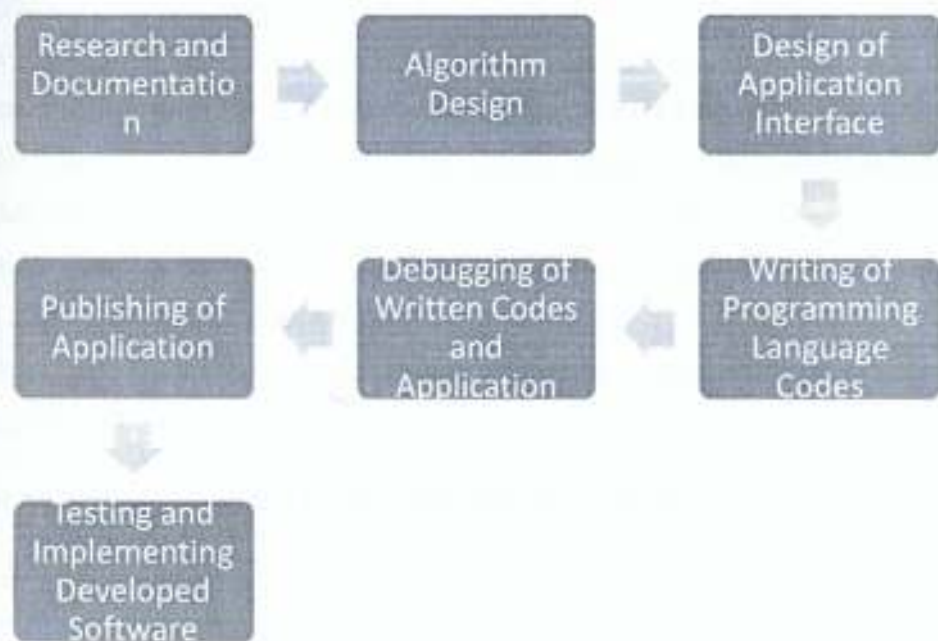 Research and
Documentatio
n
Algorithm
Design
Design of
Application
Interface
Writing of
Programming
Language
Codes
Debugging of
Written Codes
and
Application
Publishing of
Application
Testing and
Implementing
Developed
Software